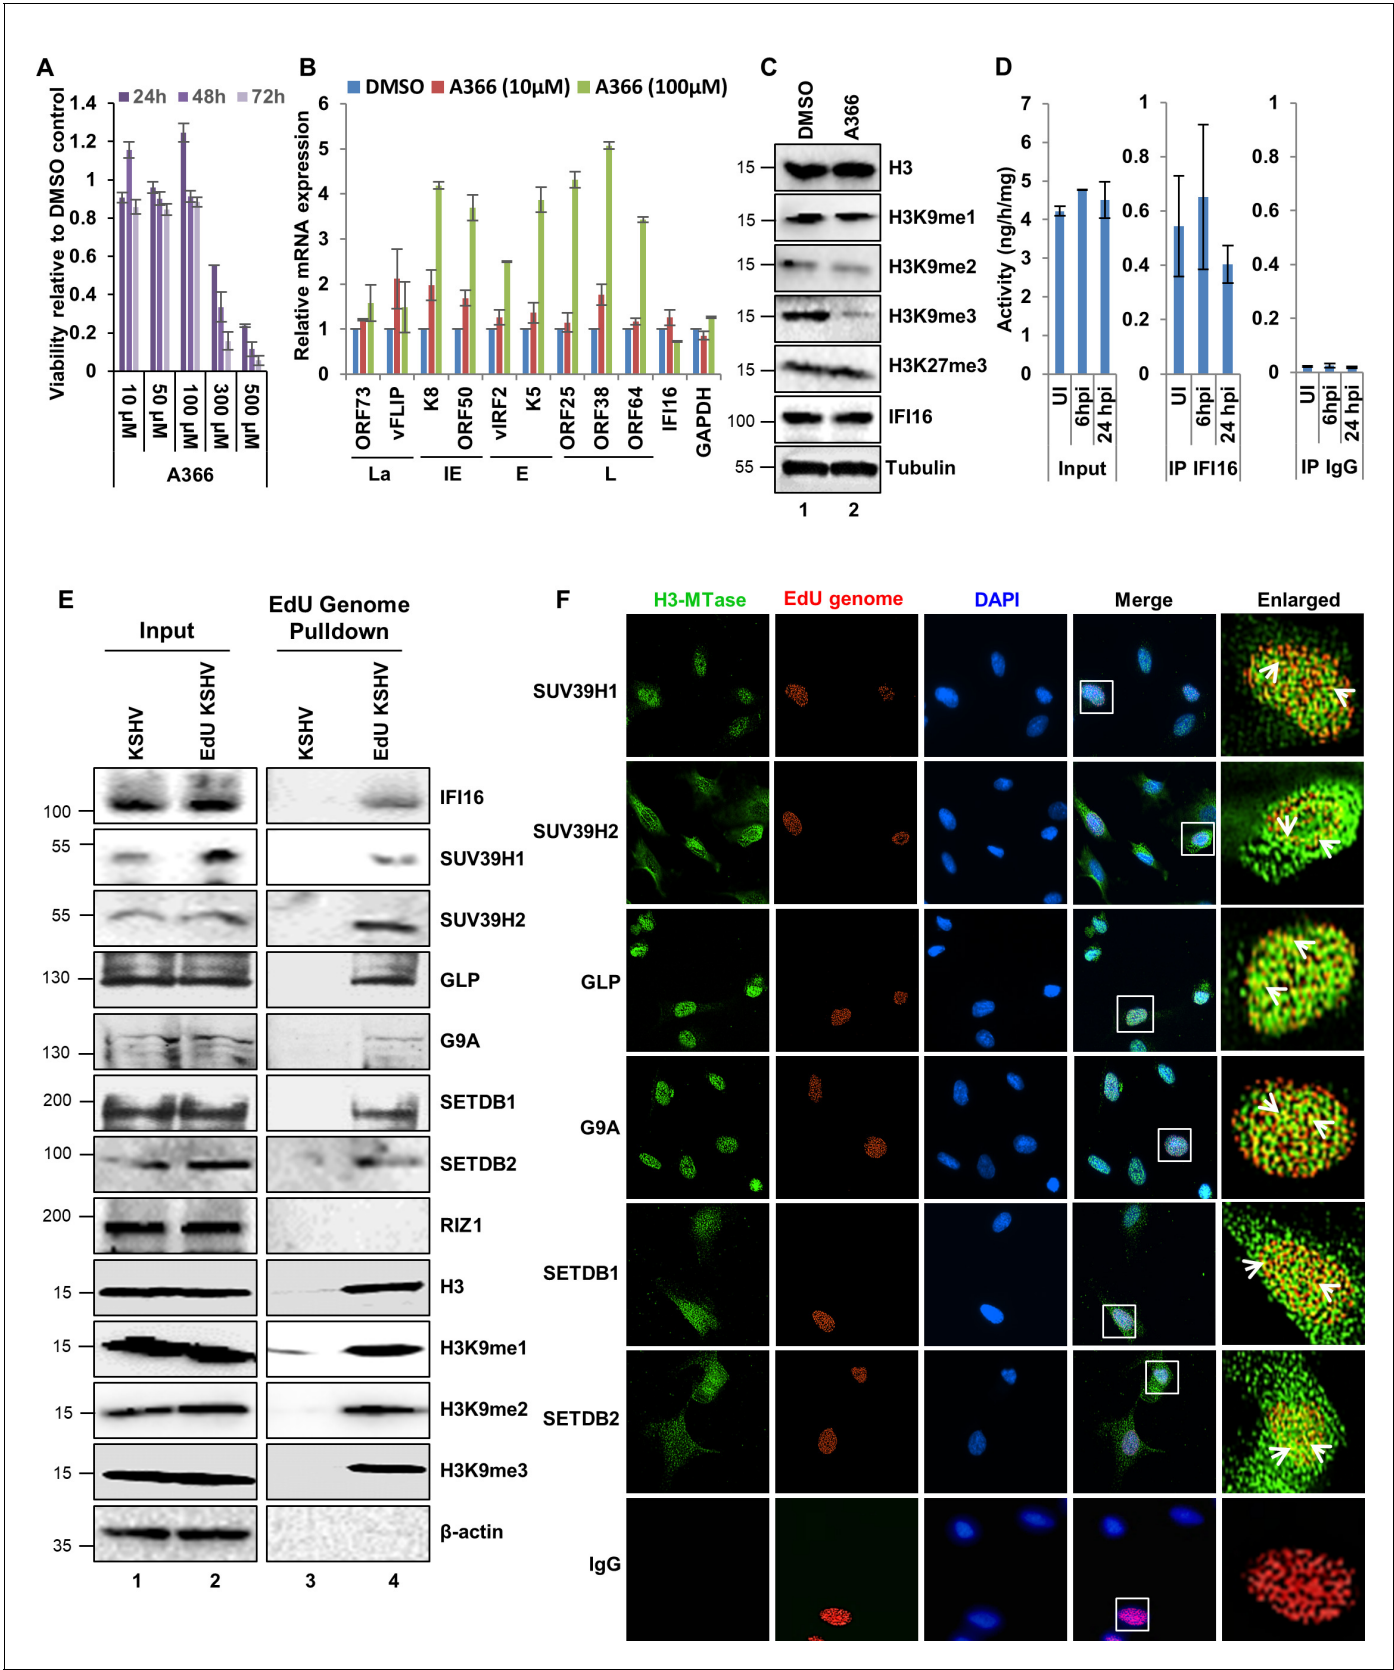 A
24h 48h 72h
Viability relative to DMSO control
1.4
1.2
1
0.8
0.6
0.4
0.2
0
10 µM
50 µM
100 µM
300 µM
500 µM
A366
B
DMSO A366 (10µM) A366 (100µM)
Relative mRNA expression
6
5
4
3
2
1
0
ORF73
vFLIP
K8
ORF50
vIRF2
K5
ORF25
ORF38
ORF64
IFI16
GAPDH
La IE E L
C
DMSO
A366
15 H3
15 H3K9me1
15 H3K9me2
15 H3K9me3
15 H3K27me3
100 IFI16
55 Tubulin
1 2
D
Activity (ng/h/mg)
7
6
5
4
3
2
1
0
UI
6hpi
24 hpi
Input
1
0.8
0.6
0.4
0.2
0
UI
6hpi
24 hpi
IP IFI16
1
0.8
0.6
0.4
0.2
0
UI
6hpi
24 hpi
IP IgG
E
Input
EdU Genome
Pulldown
KSHV
EdU KSHV
KSHV
EdU KSHV
100 IFI16
55 SUV39H1
55 SUV39H2
130 GLP
130 G9A
200 SETDB1
100 SETDB2
200 RIZ1
15 H3
15 H3K9me1
15 H3K9me2
15 H3K9me3
35 β-actin
1 2 3 4
F
H3-MTase EdU genome DAPI Merge Enlarged
SUV39H1
SUV39H2
GLP
G9A
SETDB1
SETDB2
IgG